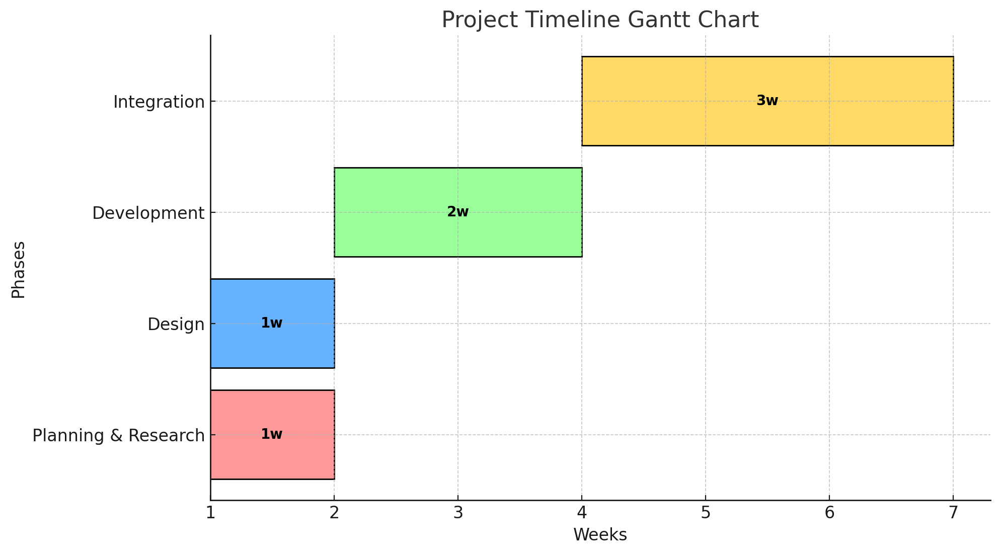 Project Timeline Gantt Chart
Integration
3w
Development
2w
Phases
Design
1w
Planning & Research
1w
1 2 3 4 5 6 7
Weeks